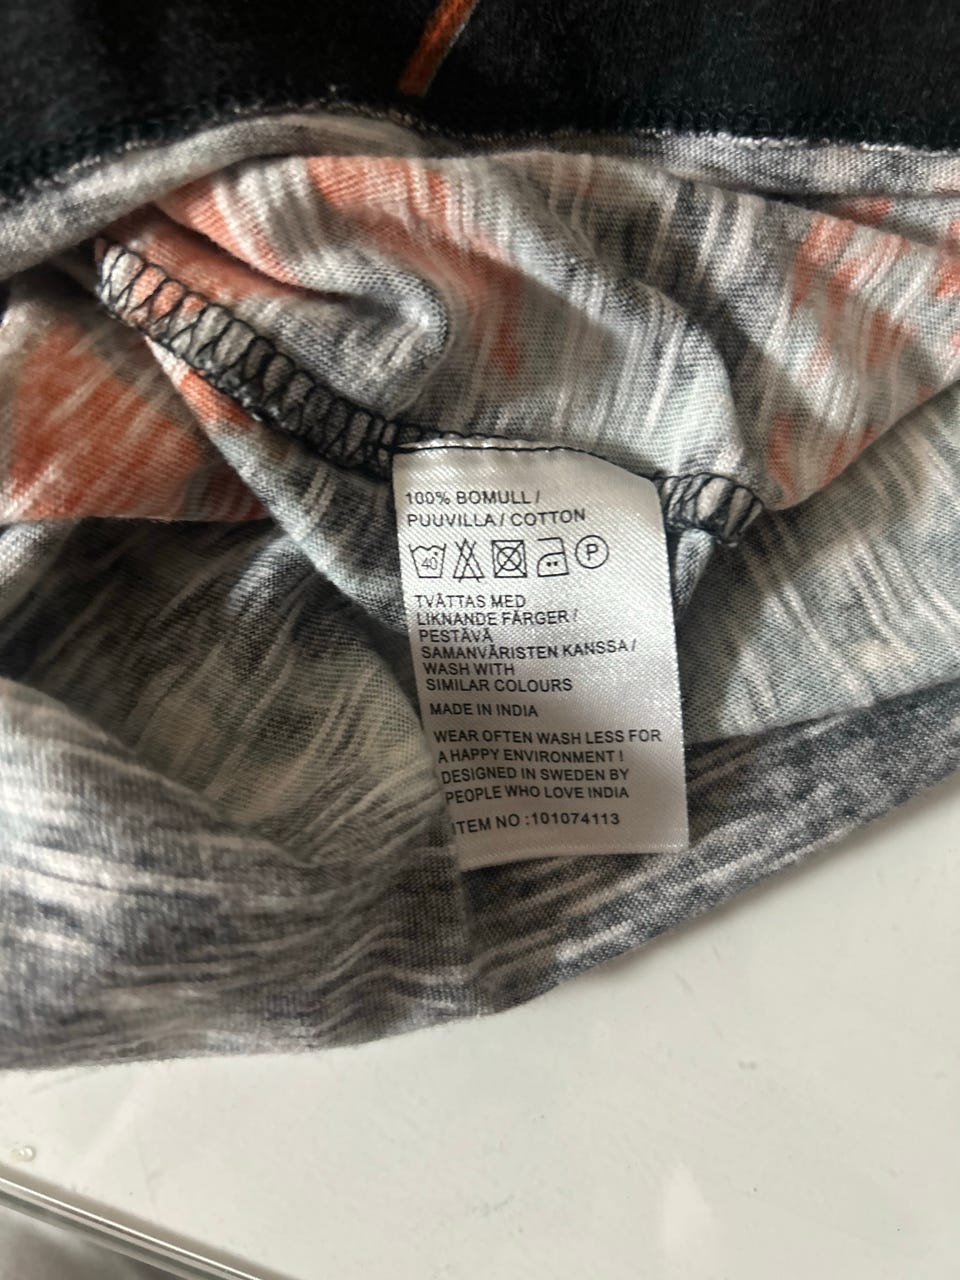 100% BOMULL /
PUUVILLA / COTTON
40 P
TVÄTTAS MED
LIKNANDE FÄRGER /
PESTÄVÄ
SAMANVÄRISTEN KANSSA /
WASH WITH
SIMILAR COLOURS
MADE IN INDIA
WEAR OFTEN WASH LESS FOR
A HAPPY ENVIRONMENT !
DESIGNED IN SWEDEN BY
PEOPLE WHO LOVE INDIA
ITEM NO :101074113